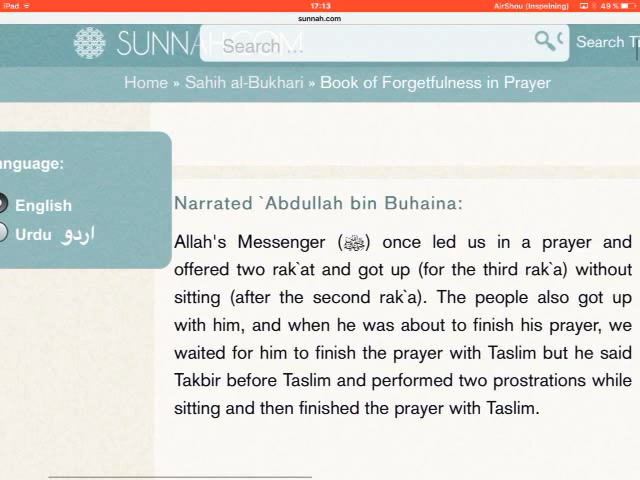 iPad 17:13 AirShou (Inspelning) 49 %
sunnah.com
SUNNAH.COM Search ... Search Ti
Home » Sahih al-Bukhari » Book of Forgetfulness in Prayer
anguage:
English
Urdu اردو
Narrated `Abdullah bin Buhaina:
Allah's Messenger (ﷺ) once led us in a prayer and
offered two rak`at and got up (for the third rak`a) without
sitting (after the second rak`a). The people also got up
with him, and when he was about to finish his prayer, we
waited for him to finish the prayer with Taslim but he said
Takbir before Taslim and performed two prostrations while
sitting and then finished the prayer with Taslim.